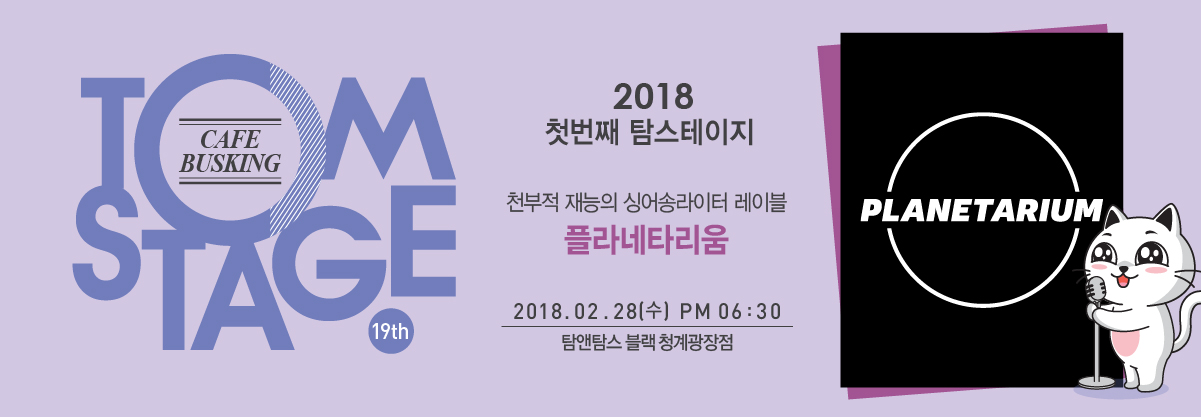 TOM
CAFE
BUSKING
STAGE
19th
2018
첫번째 탐스테이지
천부적 재능의 싱어송라이터 레이블
플라네타리움
2018.02.28(수) PM 06:30
탐앤탐스 블랙 청계광장점
PLANETARIUM